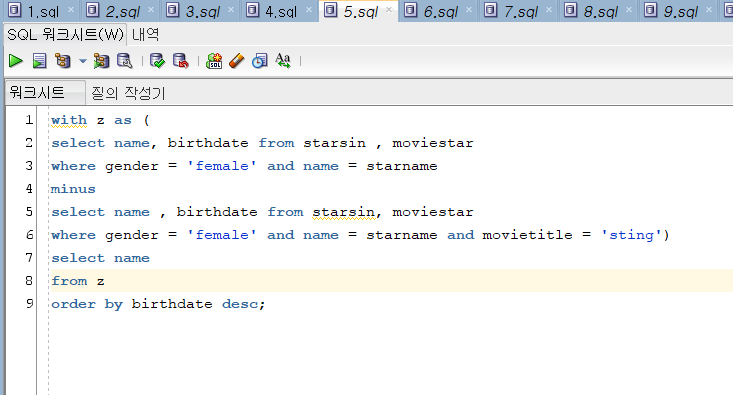 1.sql 2.sql 3.sql 4.sql 5.sql 6.sql 7.sql 8.sql 9.sql
SQL 워크시트(W) 내역
워크시트 질의 작성기
1 with z as (
2 select name, birthdate from starsin , moviestar
3 where gender = 'female' and name = starname
4 minus
5 select name , birthdate from starsin, moviestar
6 where gender = 'female' and name = starname and movietitle = 'sting')
7 select name
8 from z
9 order by birthdate desc;